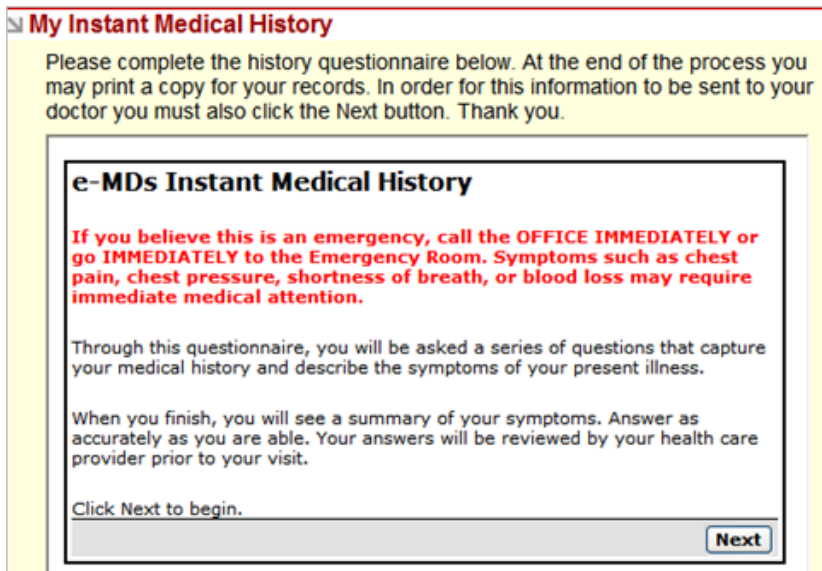 My Instant Medical History
Please complete the history questionnaire below. At the end of the process you
may print a copy for your records. In order for this information to be sent to your
doctor you must also click the Next button. Thank you.
e-MDs Instant Medical History
If you believe this is an emergency, call the OFFICE IMMEDIATELY or
go IMMEDIATELY to the Emergency Room. Symptoms such as chest
pain, chest pressure, shortness of breath, or blood loss may require
immediate medical attention.
Through this questionnaire, you will be asked a series of questions that capture
your medical history and describe the symptoms of your present illness.
When you finish, you will see a summary of your symptoms. Answer as
accurately as you are able. Your answers will be reviewed by your health care
provider prior to your visit.
Click Next to begin.
Next